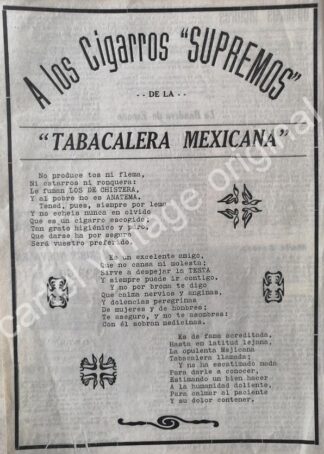 A los Cigarros "SUPREMOS"
- - DE LA - -
"TABACALERA MEXICANA"
No produce tos ni flema,
Ni catarros ni ronquera:
Le fuman LOS DE CHISTERA,
Y al pobre no es ANATEMA.
Tened, pues, siempre por lema
Y no echeis nunca en olvido
Que es un cigarro escogido;
Tan grato higiénico y puro,
Que darse ha por seguro
Será vuestro preferido.
Es un excelente amigo,
Que no cansa ni molesta;
Sirve a despejar la TESTA
Y siempre puede ir contigo.
Y no por broma te digo
Que calma nervios y anginas,
Y dolencias peregrinas
De mujeres y de hombres;
Te aseguro, y no te asombres:
Con él sobran medicinas.
Es de fama acreditada,
Hasta en latitud lejana,
La opulenta Mejicana
Tabacalera llamada;
Y no ha escatimado nada
Para darle a conocer,
Estimando un bien hacer
A la humanidad doliente,
Para calmar al paciente
Y su dolor contener.
cartel vintage original